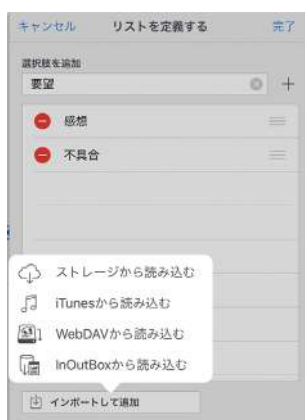 キャンセル リストを定義する 完了
選択肢を追加
要望
感想
不具合
ストレージから読み込む
iTunesから読み込む
WebDAVから読み込む
InOutBoxから読み込む
インポートして追加